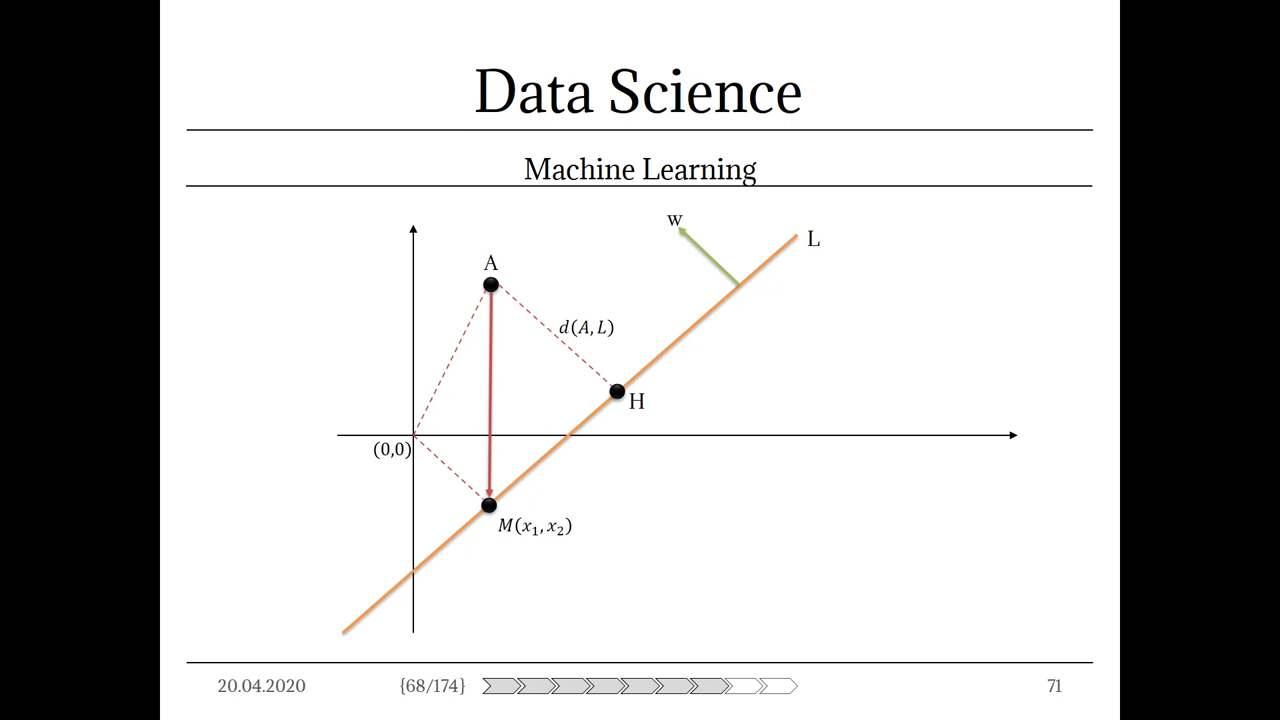 Data Science
Machine Learning
w
L
A
d(A, L)
H
(0,0)
M(x₁, x₂)
20.04.2020
{68/174}
71